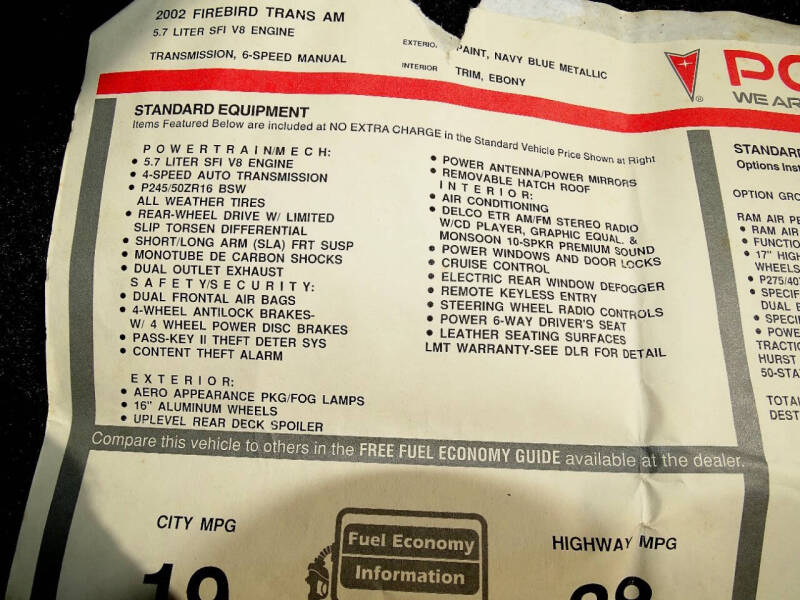 2002 FIREBIRD TRANS AM
5.7 LITER SFI V8 ENGINE
TRANSMISSION, 6-SPEED MANUAL
PAINT, NAVY BLUE METALLIC
INTERIOR TRIM, EBONY
WE AR
STANDARD EQUIPMENT
Items Featured Below are included at NO EXTRA CHARGE in the Standard Vehicle Price Shown at Right
POWERTRAIN/MECH:
• 5.7 LITER SFI V8 ENGINE
• 4-SPEED AUTO TRANSMISSION
• P245/50ZR16 BSW
ALL WEATHER TIRES
• REAR-WHEEL DRIVE W/ LIMITED
SLIP TORSEN DIFFERENTIAL
• SHORT/LONG ARM (SLA) FRT SUSP
• MONOTUBE DE CARBON SHOCKS
• DUAL OUTLET EXHAUST
SAFETY/SECURITY:
• DUAL FRONTAL AIR BAGS
• 4-WHEEL ANTILOCK BRAKES-
W/ 4 WHEEL POWER DISC BRAKES
• PASS-KEY II THEFT DETER SYS
• CONTENT THEFT ALARM
EXTERIOR:
• AERO APPEARANCE PKG/FOG LAMPS
• 16" ALUMINUM WHEELS
• UPLEVEL REAR DECK SPOILER
• POWER ANTENNA/POWER MIRRORS
• REMOVABLE HATCH ROOF
INTERIOR:
• AIR CONDITIONING
• DELCO ETR AM/FM STEREO RADIO
W/CD PLAYER, GRAPHIC EQUAL. &
MONSOON 10-SPKR PREMIUM SOUND
• POWER WINDOWS AND DOOR LOCKS
• CRUISE CONTROL
• ELECTRIC REAR WINDOW DEFOGGER
• REMOTE KEYLESS ENTRY
• STEERING WHEEL RADIO CONTROLS
• POWER 6-WAY DRIVER'S SEAT
• LEATHER SEATING SURFACES
LMT WARRANTY-SEE DLR FOR DETAIL
STANDARD
Options Inst
OPTION GRO
RAM AIR PE
• RAM AIR
• FUNCTIO
• 17" HIGH
WHEELS
• P275/40
• SPECIF
DUAL E
• SPECI
• POWE
TRACTI
HURST
50-STA
TOTA
DEST
Compare this vehicle to others in the FREE FUEL ECONOMY GUIDE available at the dealer.
CITY MPG
19
Fuel Economy
Information
HIGHWAY MPG
28